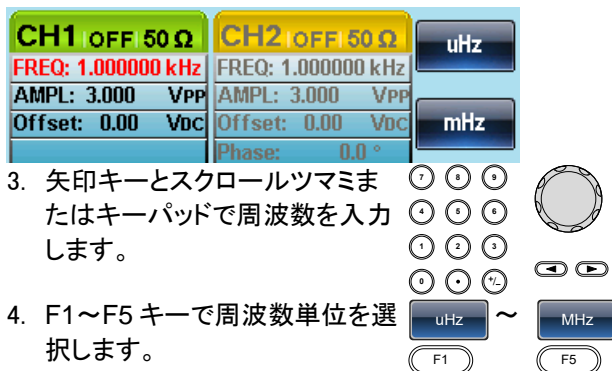 CH1 OFF 50 Ω CH2 OFF 50 Ω uHz
FREQ: 1.000000 kHz FREQ: 1.000000 kHz
AMPL: 3.000 VPP AMPL: 3.000 VPP
Offset: 0.00 VDC Offset: 0.00 VDC mHz
Phase: 0.0 °
3. 矢印キーとスクロールツマミま
たはキーパッドで周波数を入力
します。
7 8 9
4 5 6
1 2 3
0 • +/-
4. F1~F5 キーで周波数単位を選
択します。
uHz ~ MHz
F1 F5